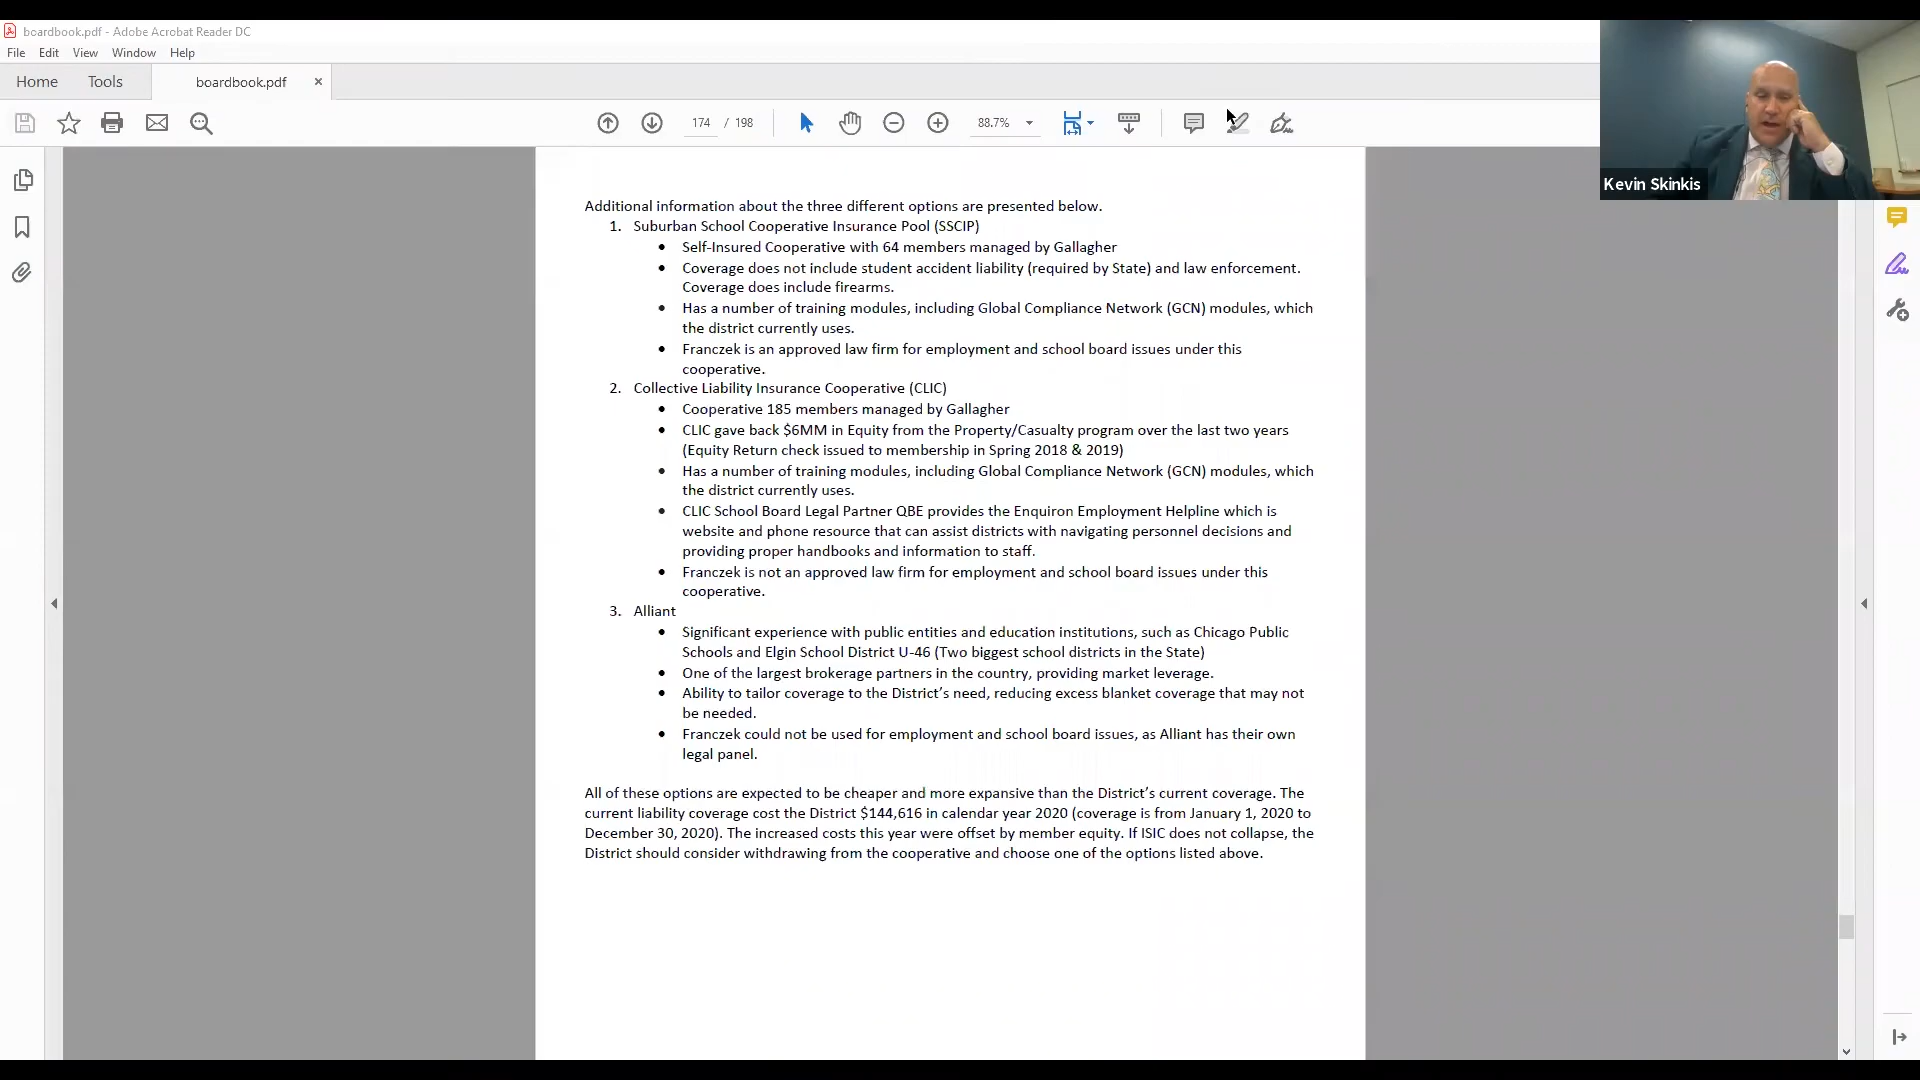 boardbook.pdf - Adobe Acrobat Reader DC
File Edit View Window Help
Home Tools boardbook.pdf ×
174 / 198 88.7%
Kevin Skinkis
Additional information about the three different options are presented below.
1. Suburban School Cooperative Insurance Pool (SSCIP)
• Self-Insured Cooperative with 64 members managed by Gallagher
• Coverage does not include student accident liability (required by State) and law enforcement.
Coverage does include firearms.
• Has a number of training modules, including Global Compliance Network (GCN) modules, which
the district currently uses.
• Franczek is an approved law firm for employment and school board issues under this
cooperative.
2. Collective Liability Insurance Cooperative (CLIC)
• Cooperative 185 members managed by Gallagher
• CLIC gave back $6MM in Equity from the Property/Casualty program over the last two years
(Equity Return check issued to membership in Spring 2018 & 2019)
• Has a number of training modules, including Global Compliance Network (GCN) modules, which
the district currently uses.
• CLIC School Board Legal Partner QBE provides the Enquiron Employment Helpline which is
website and phone resource that can assist districts with navigating personnel decisions and
providing proper handbooks and information to staff.
• Franczek is not an approved law firm for employment and school board issues under this
cooperative.
3. Alliant
• Significant experience with public entities and education institutions, such as Chicago Public
Schools and Elgin School District U-46 (Two biggest school districts in the State)
• One of the largest brokerage partners in the country, providing market leverage.
• Ability to tailor coverage to the District's need, reducing excess blanket coverage that may not
be needed.
• Franczek could not be used for employment and school board issues, as Alliant has their own
legal panel.
All of these options are expected to be cheaper and more expansive than the District's current coverage. The
current liability coverage cost the District $144,616 in calendar year 2020 (coverage is from January 1, 2020 to
December 30, 2020). The increased costs this year were offset by member equity. If ISIC does not collapse, the
District should consider withdrawing from the cooperative and choose one of the options listed above.